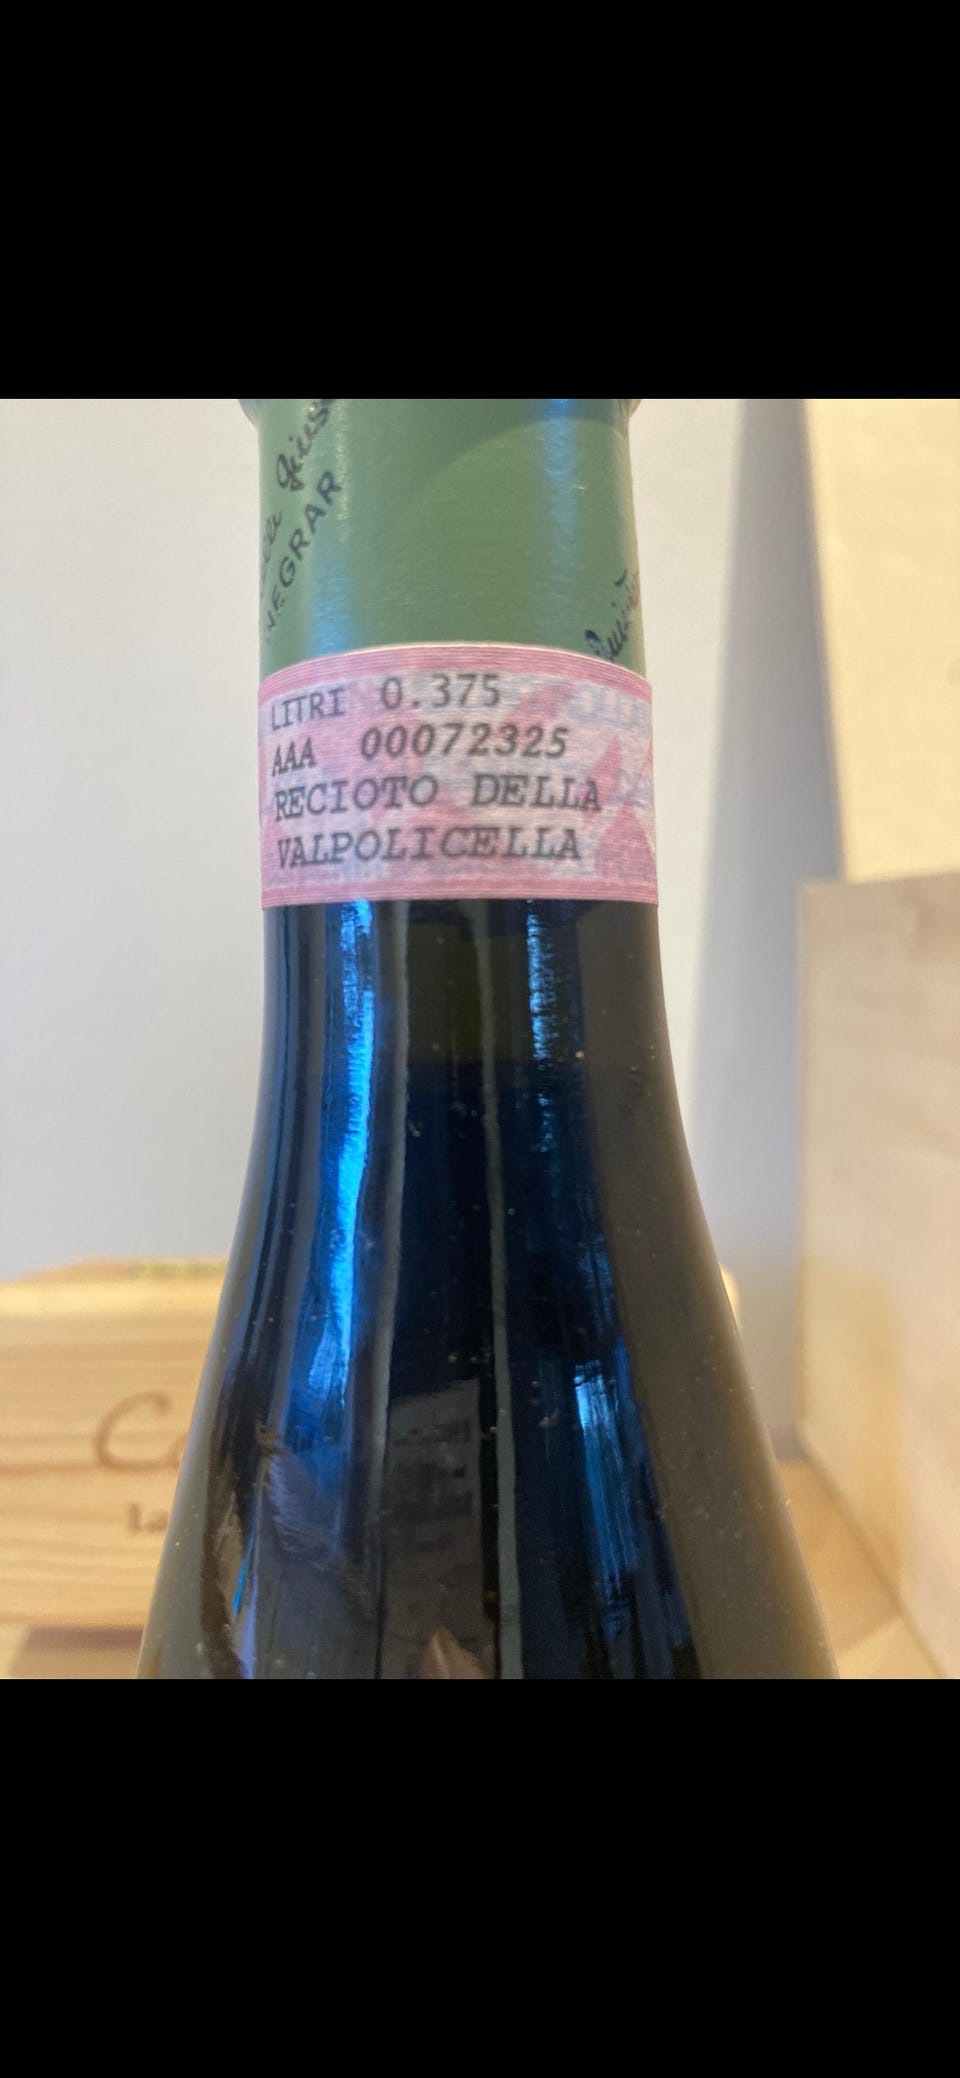 NEGRAR
LITRI 0.375
AAA 00072325
RECIOTO DELLA
VALPOLICELLA